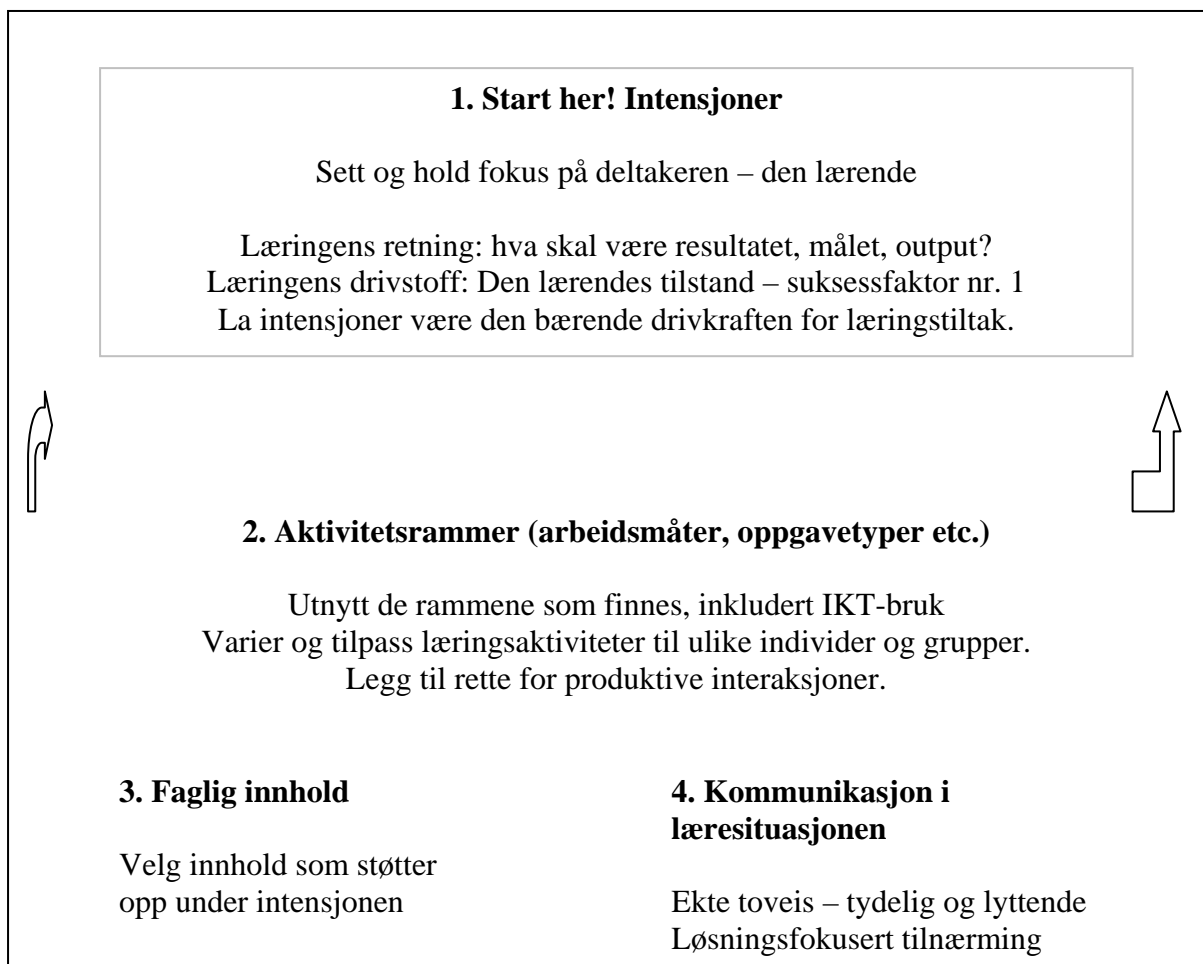 1. Start her! Intensjoner
Sett og hold fokus på deltakeren – den lærende
Læringens retning: hva skal være resultatet, målet, output?
Læringens drivstoff: Den lærendes tilstand – suksessfaktor nr. 1
La intensjoner være den bærende drivkraften for læringstiltak.
2. Aktivitetsrammer (arbeidsmåter, oppgavetyper etc.)
Utnytt de rammene som finnes, inkludert IKT-bruk
Varier og tilpass læringsaktiviteter til ulike individer og grupper.
Legg til rette for produktive interaksjoner.
3. Faglig innhold
Velg innhold som støtter
opp under intensjonen
4. Kommunikasjon i
læresituasjonen
Ekte toveis – tydelig og lyttende
Løsningsfokusert tilnærming